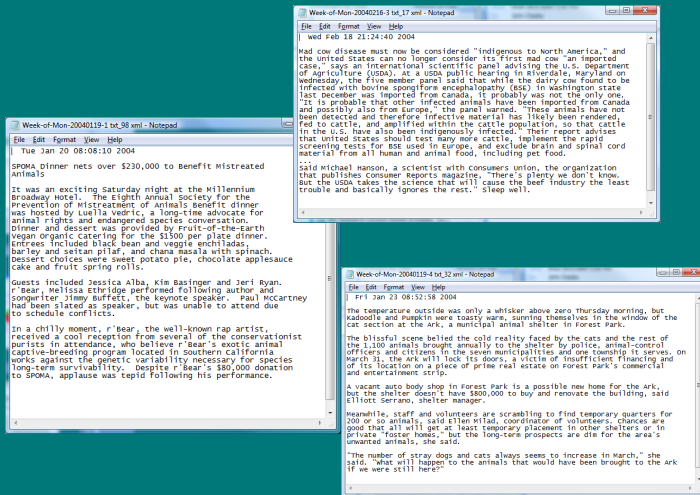 Week-of-Mon-20040216-3 txt_17 xml - Notepad
File Edit Format View Help
Wed Feb 18 21:24:40 2004
Mad cow disease must now be considered "indigenous to North America," and
the United States can no longer consider its first mad cow "an imported
case," says an international scientific panel advising the U.S. Department
of Agriculture (USDA). At a USDA public hearing in Riverdale, Maryland on
Wednesday, the five member panel said that while the dairy cow found to be
infected with bovine spongiform encephalopathy (BSE) in Washington state
last December was imported from Canada, it probably was not the only one.
"It is probable that other infected animals have been imported from Canada
and possibly also from Europe," the panel warned. "These animals have not
been detected and therefore infective material has likely been rendered,
fed to cattle, and amplified within the cattle population, so that cattle
in the U.S. have also been indigenously infected." Their report advises
that United States should test many more cattle, implement the rapid
screening tests for BSE used in Europe, and exclude brain and spinal cord
material from all human and animal food, including pet food.
...
said Michael Hanson, a scientist with Consumers Union, the organization
that publishes Consumer Reports magazine, "There's plenty we don't know.
But the USDA takes the science that will cause the beef industry the least
trouble and basically ignores the rest." Sleep well.
Week-of-Mon-20040119-1 txt_98 xml - Notepad
File Edit Format View Help
Tue Jan 20 08:08:10 2004
SPOMA Dinner nets over $230,000 to Benefit Mistreated
Animals
It was an exciting Saturday night at the Millennium
Broadway Hotel. The Eighth Annual Society for the
Prevention of Mistreatment of Animals Benefit dinner
was hosted by Luella Vedric, a long-time advocate for
animal rights and endangered species conversation.
Dinner and dessert was provided by Fruit-of-the-Earth
Vegan Organic Catering for the $1500 per plate dinner.
Entrees included black bean and veggie enchiladas,
barley and seitan pilaf, and chana masala with spinach.
Dessert choices were sweet potato pie, chocolate applesauce
cake and fruit spring rolls.
Guests included Jessica Alba, Kim Basinger and Jeri Ryan.
r'Bear, Melissa Ethridge performed following author and
songwriter Jimmy Buffett, the keynote speaker. Paul McCartney
had been slated as speaker, but was unable to attend due
to schedule conflicts.
In a chilly moment, r'Bear, the well-known rap artist,
received a cool reception from several of the conservationist
purists in attendance, who believe r'Bear's exotic animal
captive-breeding program located in Southern california
works against the genetic variability necessary for species
long-term survivability. Despite r'Bear's $80,000 donation
to SPOMA, applause was tepid following his performance.
Week-of-Mon-20040119-4 txt_32 xml - Notepad
File Edit Format View Help
Fri Jan 23 08:52:58 2004
The temperature outside was only a whisker above zero Thursday morning, but
Kadoodle and Pumpkin were toasty warm, sunning themselves in the window of the
cat section at the Ark, a municipal animal shelter in Forest Park.
The blissful scene belied the cold reality faced by the cats and the rest of
the 1,100 animals brought annually to the shelter by police, animal-control
officers and citizens in the seven municipalities and one township it serves. On
March 31, the Ark will lock its doors, a victim of insufficient financing and
of its location on a piece of prime real estate on Forest Park's commercial
and entertainment strip.
A vacant auto body shop in Forest Park is a possible new home for the Ark,
but the shelter doesn't have $800,000 to buy and renovate the building, said
Elliott Serrano, shelter manager.
Meanwhile, staff and volunteers are scrambling to find temporary quarters for
200 or so animals, said Ellen Milad, coordinator of volunteers. Chances are
good that all will get at least temporary placement in other shelters or in
private "foster homes," but the long-term prospects are dim for the area's
unwanted animals, she said.
"The number of stray dogs and cats always seems to increase in March," she
said. "What will happen to the animals that would have been brought to the Ark
if we were still here?"